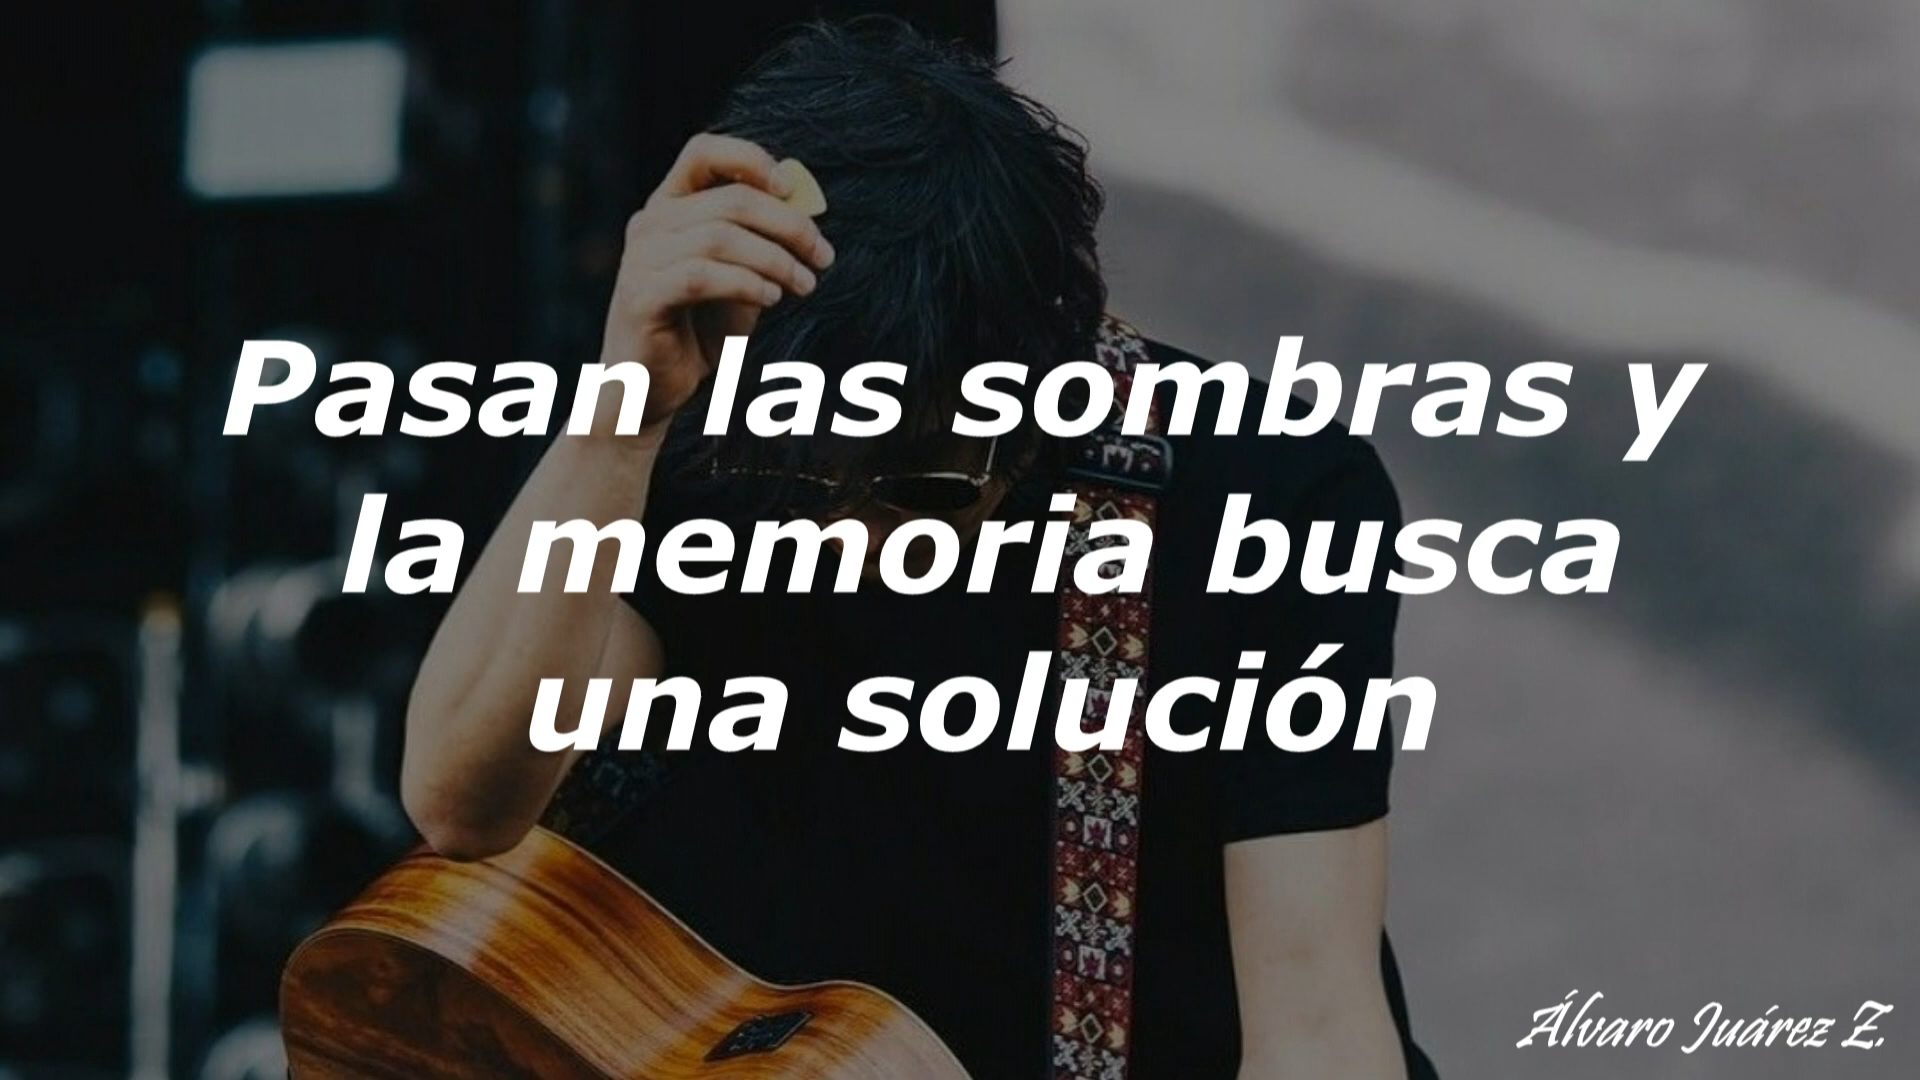 Pasan las sombras y
la memoria busca
una solución
Álvaro Juárez Z.